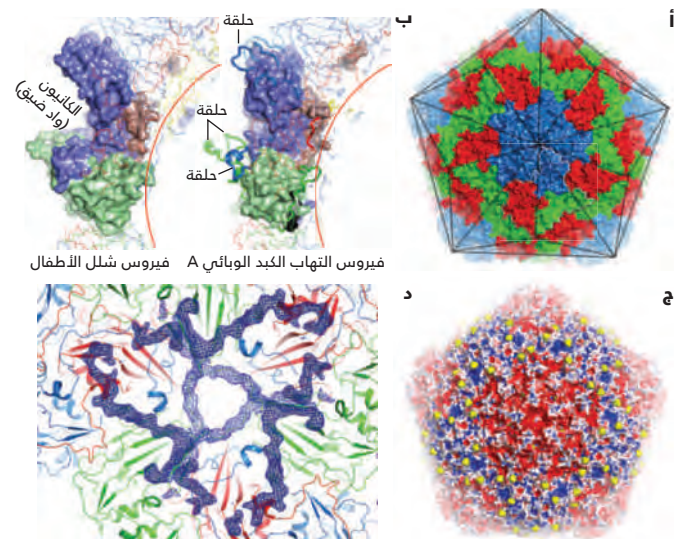 أ
ب
حلقة
حلقة
حلقة
الكانيون
(واد ضيق)
فيروس التهاب الكبد الوبائي A
فيروس شلل الأطفال
ج
د